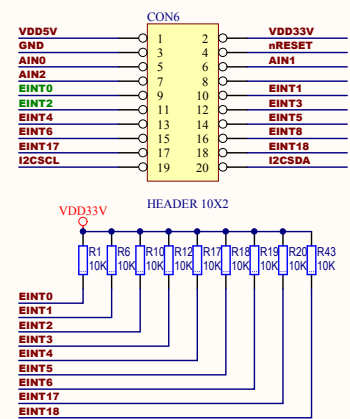 CON6
VDD5V 1 2 VDD33V
GND 3 4 nRESET
AIN0 5 6 AIN1
AIN2 7 8
EINT0 9 10 EINT1
EINT2 11 12 EINT3
EINT4 13 14 EINT5
EINT6 15 16 EINT8
EINT17 17 18 EINT18
I2CSCL 19 20 I2CSDA
HEADER 10X2
VDD33V
R1 R6 R10 R12 R17 R18 R19 R20 R43
10K 10K 10K 10K 10K 10K 10K 10K 10K
EINT0
EINT1
EINT2
EINT3
EINT4
EINT5
EINT6
EINT17
EINT18